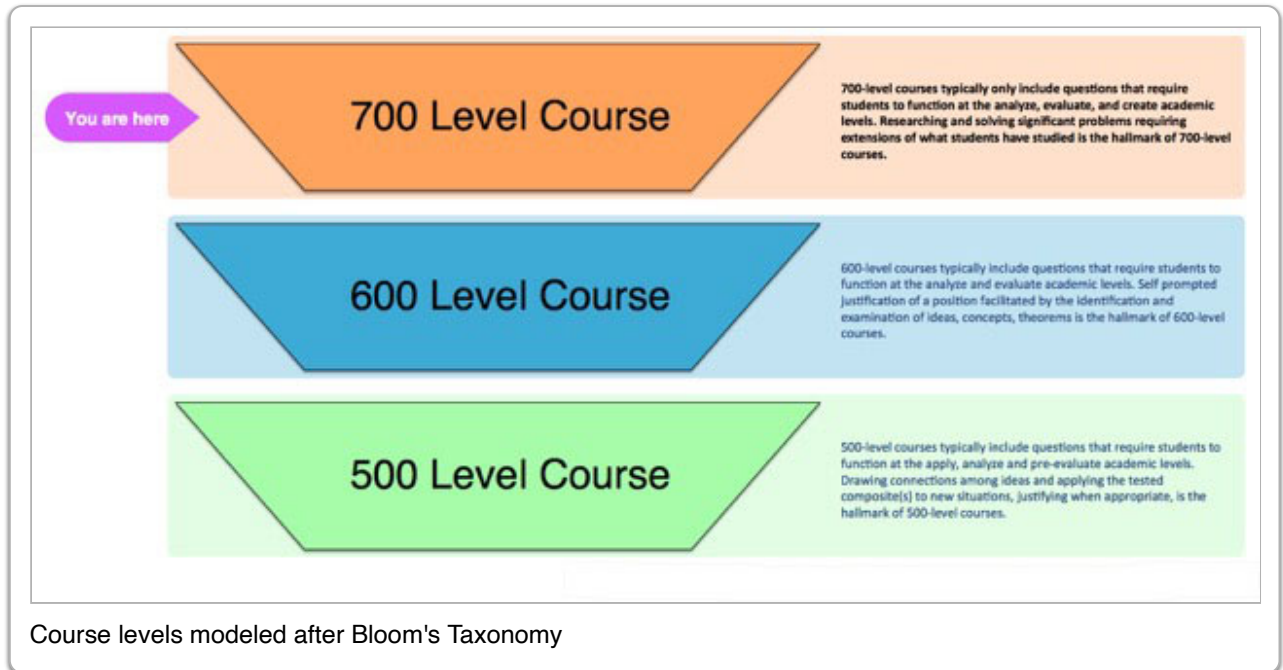 You are here
700 Level Course
700-level courses typically only include questions that require
students to function at the analyze, evaluate, and create academic
levels. Researching and solving significant problems requiring
extensions of what students have studied is the hallmark of 700-level
courses.
600 Level Course
600-level courses typically include questions that require students to
function at the analyze and evaluate academic levels. Self prompted
justification of a position facilitated by the identification and
examination of ideas, concepts, theorems is the hallmark of 600-level
courses.
500 Level Course
500-level courses typically include questions that require students to
function at the apply, analyze and pre-evaluate academic levels.
Drawing connections among ideas and applying the tested
composite(s) to new situations, justifying when appropriate, is the
hallmark of 500-level courses.
Course levels modeled after Bloom's Taxonomy